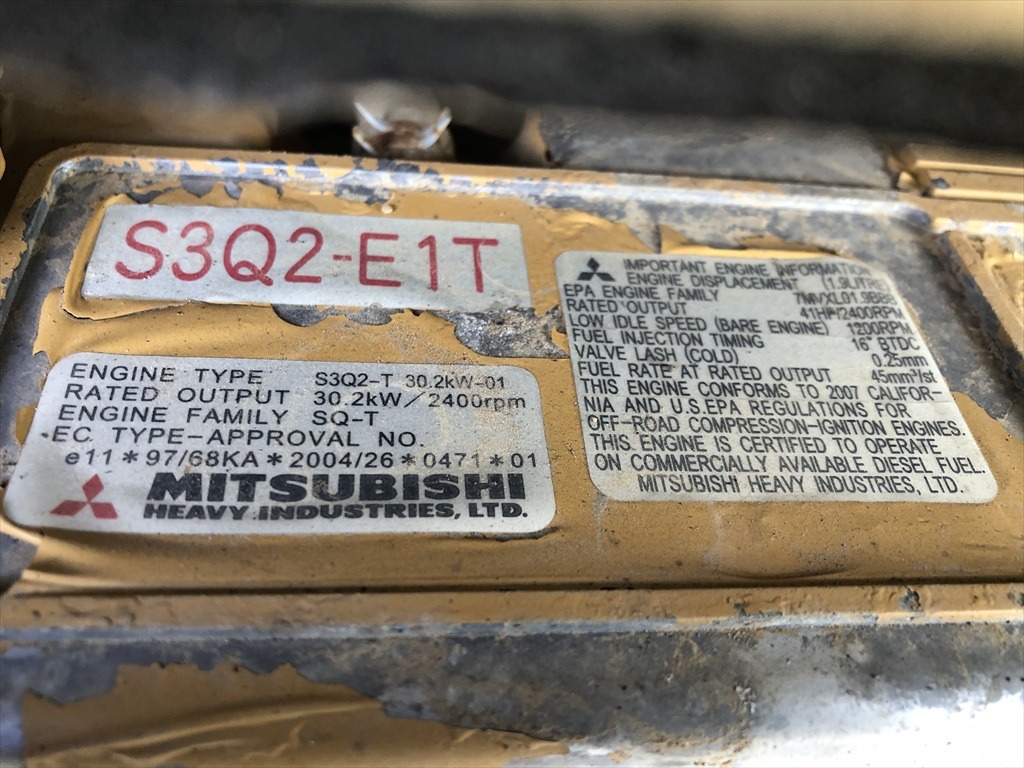 S3Q2-E1T
ENGINE TYPE S3Q2-T 30.2kW-01
RATED OUTPUT 30.2kW/2400rpm
ENGINE FAMILY SQ-T
EC TYPE-APPROVAL NO.
e11*97/68KA*2004/26*0471*01
MITSUBISHI
HEAVY INDUSTRIES, LTD.
IMPORTANT ENGINE INFORMATION
ENGINE DISPLACEMENT (1.9LITRE)
EPA ENGINE FAMILY 7MVXL01.9BBB
RATED OUTPUT 41HP/2400RPM
LOW IDLE SPEED (BARE ENGINE) 1200RPM
FUEL INJECTION TIMING 16° BTDC
VALVE LASH (COLD) 0.25mm
FUEL RATE AT RATED OUTPUT 45mm³/st
THIS ENGINE CONFORMS TO 2007 CALIFOR-
NIA AND U.S.EPA REGULATIONS FOR
OFF-ROAD COMPRESSION-IGNITION ENGINES.
THIS ENGINE IS CERTIFIED TO OPERATE
ON COMMERCIALLY AVAILABLE DIESEL FUEL.
MITSUBISHI HEAVY INDUSTRIES, LTD.